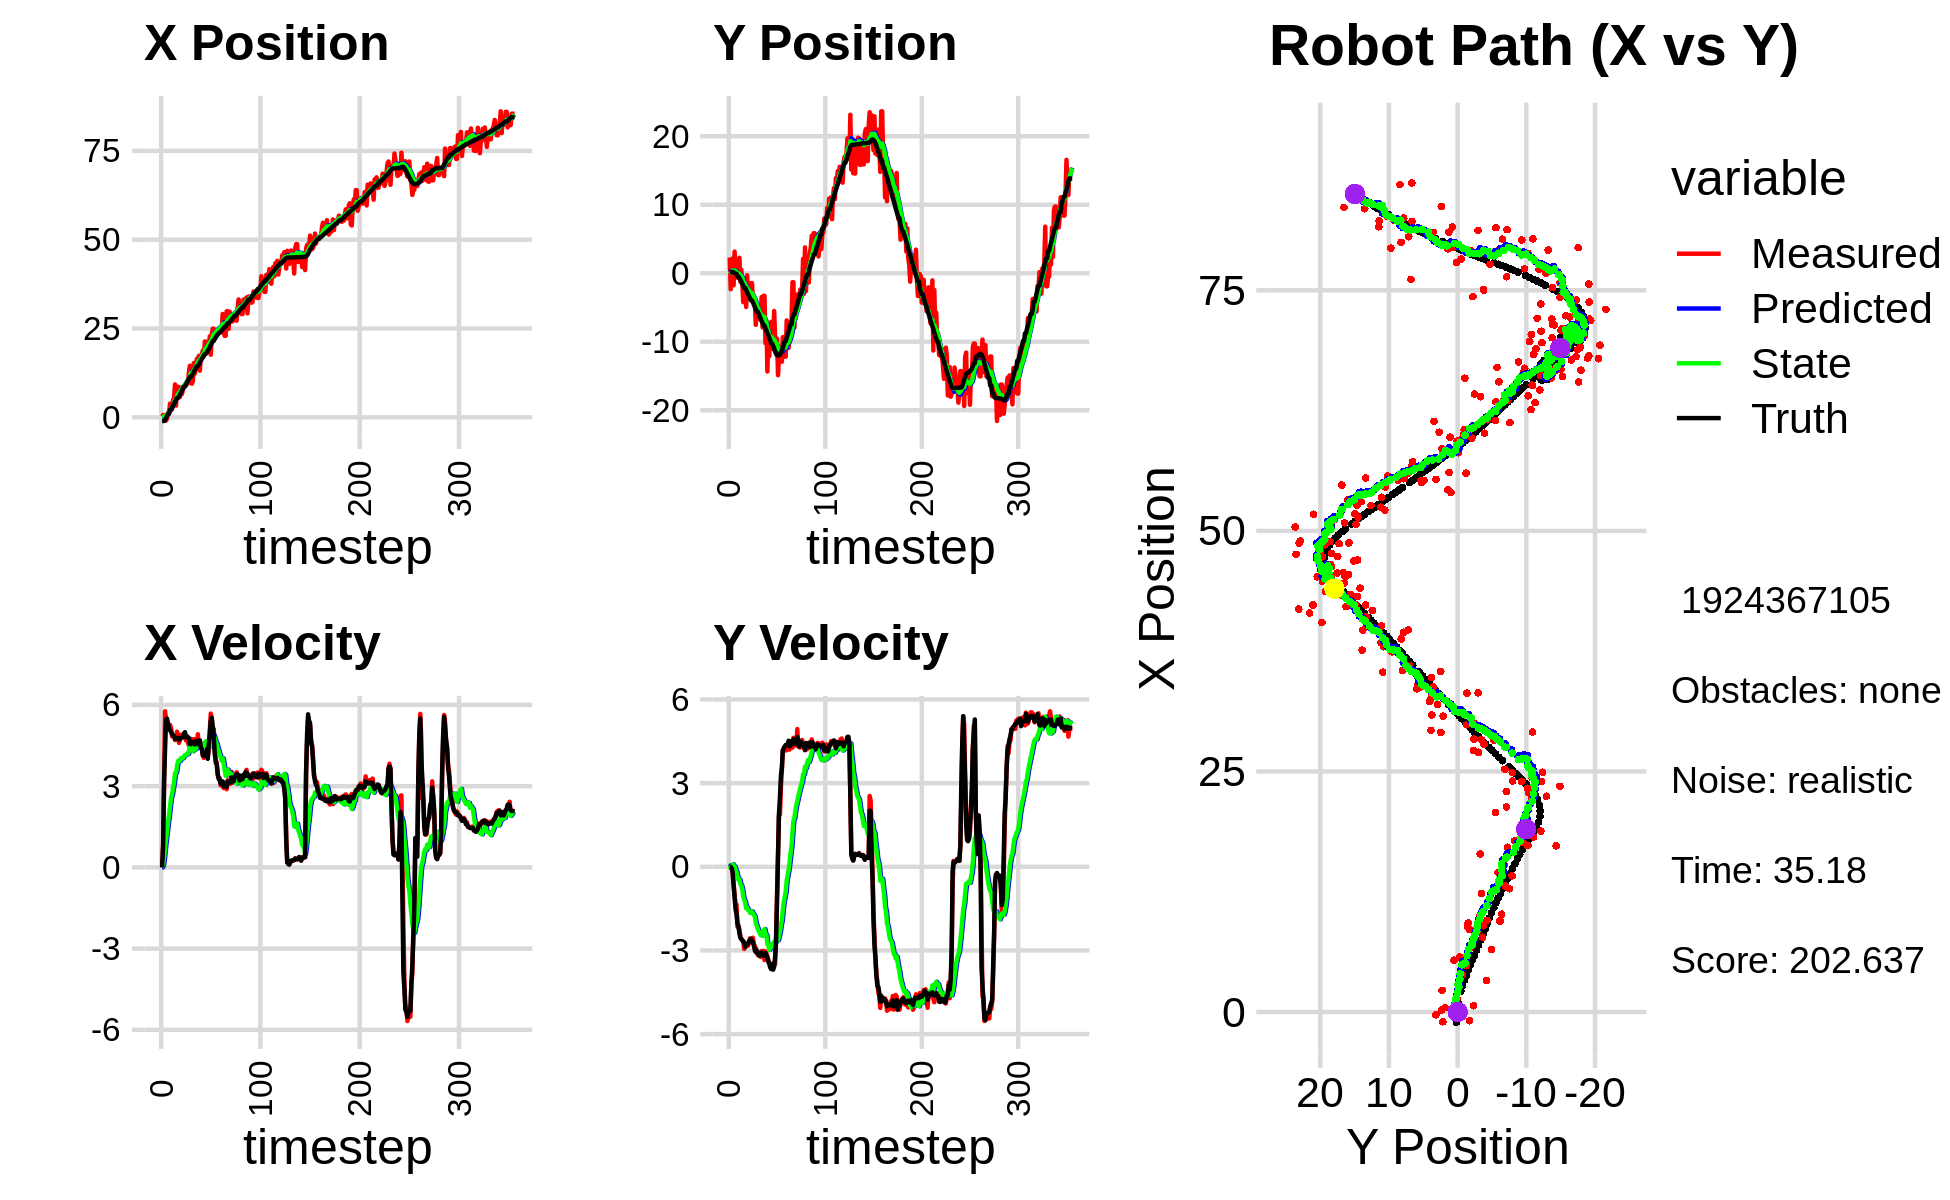 X Position
75
50
25
0
0
100
200
300
timestep
Y Position
20
10
0
-10
-20
0
100
200
300
timestep
X Velocity
6
3
0
-3
-6
0
100
200
300
timestep
Y Velocity
6
3
0
-3
-6
0
100
200
300
timestep
Robot Path (X vs Y)
X Position
75
50
25
0
20 10 0 -10 -20
Y Position
variable
Measured
Predicted
State
Truth
1924367105
Obstacles: none
Noise: realistic
Time: 35.18
Score: 202.637